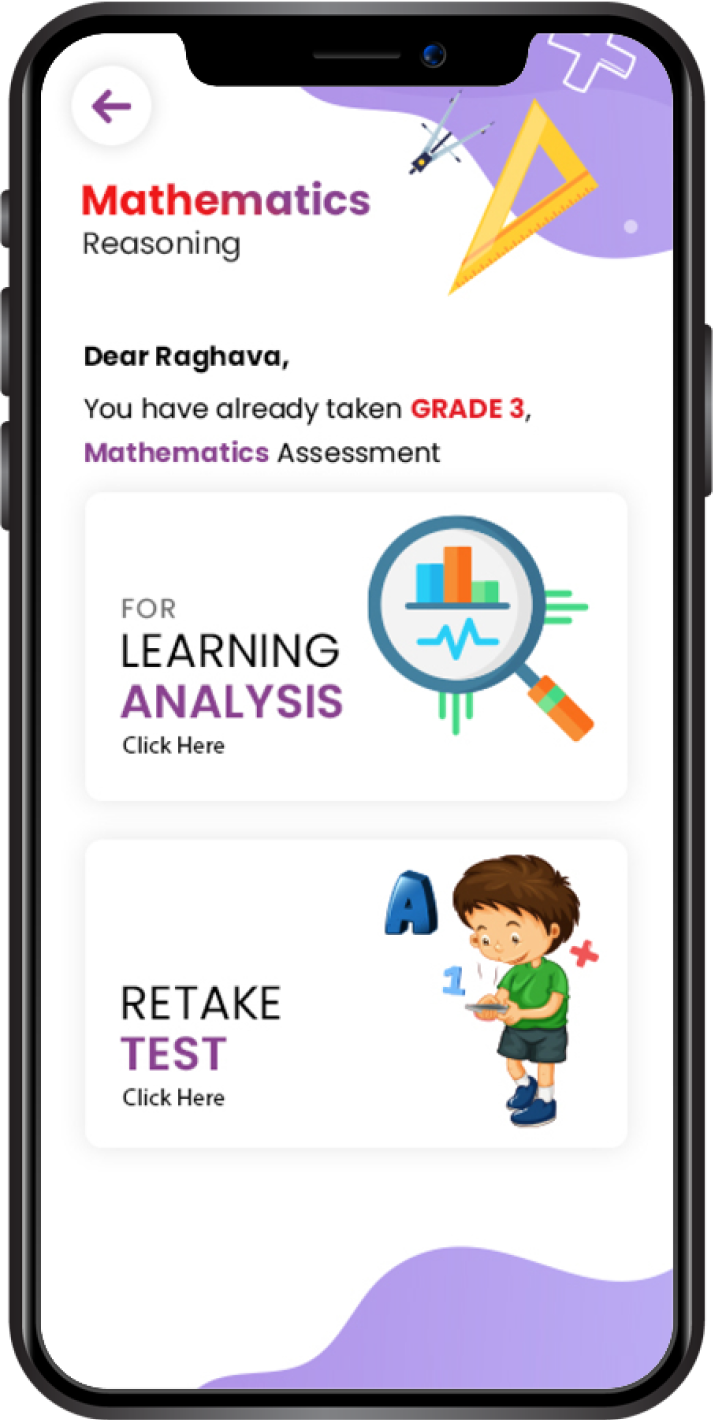 Mathematics
Reasoning
Dear Raghava,
You have already taken GRADE 3,
Mathematics Assessment
FOR
LEARNING
ANALYSIS
Click Here
A
1
RETAKE
TEST
Click Here